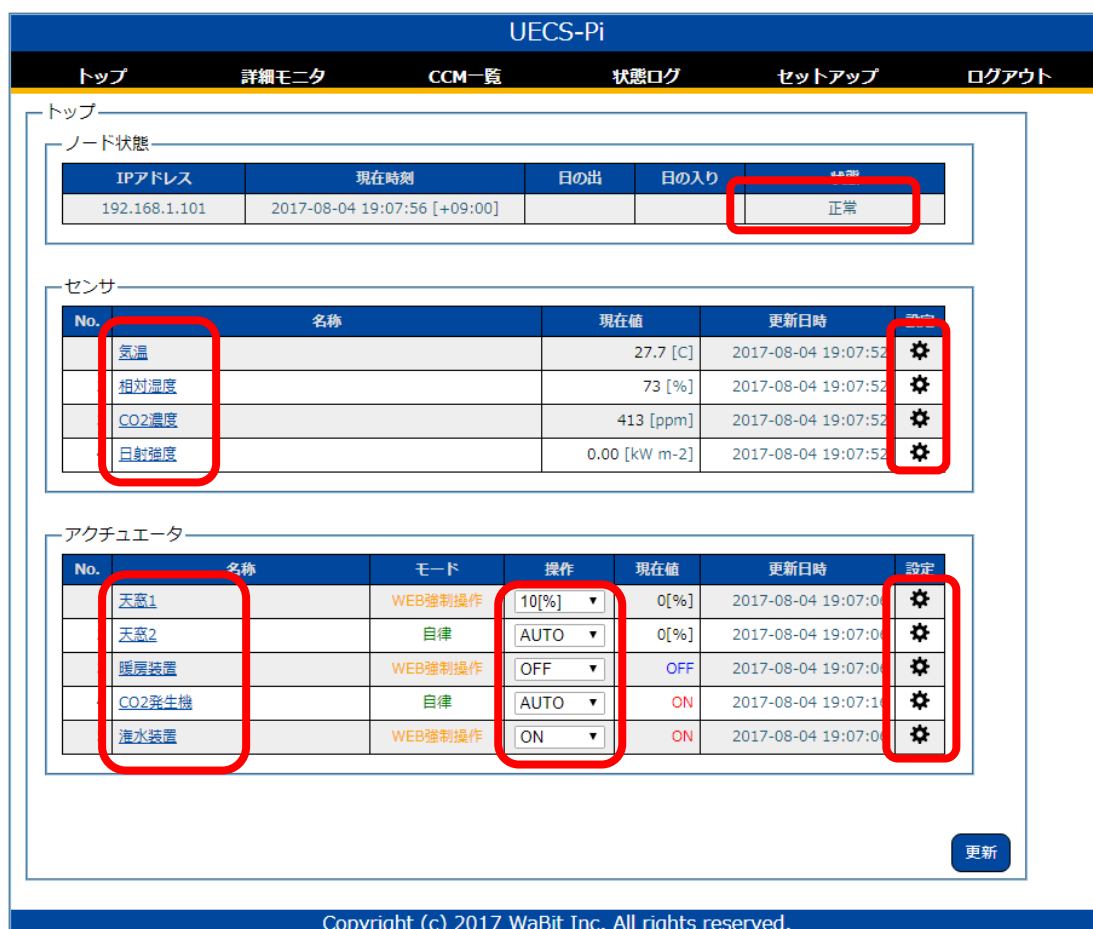 UECS-Pi
トップ 詳細モニタ CCM一覧 状態ログ セットアップ ログアウト
トップ
ノード状態
IPアドレス 現在時刻 日の出 日の入り 状態
192.168.1.101 2017-08-04 19:07:56 [+09:00] 正常
センサ
No. 名称 現在値 更新日時 設定
気温 27.7 [C] 2017-08-04 19:07:52
相対湿度 73 [%] 2017-08-04 19:07:52
CO2濃度 413 [ppm] 2017-08-04 19:07:52
日射強度 0.00 [kW m-2] 2017-08-04 19:07:52
アクチュエータ
No. 名称 モード 操作 現在値 更新日時 設定
天窓1 WEB強制操作 10[%] ▼ 0[%] 2017-08-04 19:07:06
天窓2 自律 AUTO ▼ 0[%] 2017-08-04 19:07:06
暖房装置 WEB強制操作 OFF ▼ OFF 2017-08-04 19:07:06
CO2発生機 自律 AUTO ▼ ON 2017-08-04 19:07:16
潅水装置 WEB強制操作 ON ▼ ON 2017-08-04 19:07:06
更新
Copyright (c) 2017 WaBit Inc. All rights reserved.